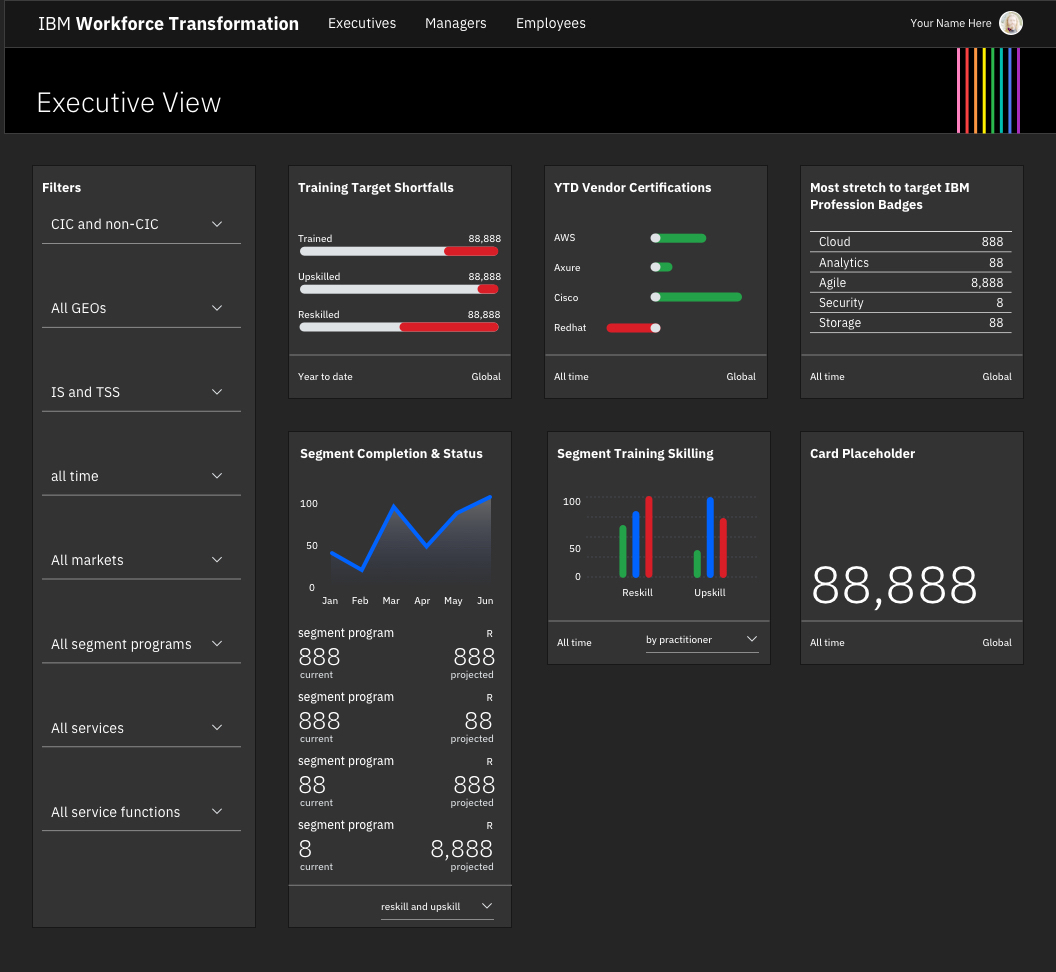 IBM Workforce Transformation
Executives
Managers
Employees
Your Name Here
Executive View
Filters
CIC and non-CIC
All GEOs
IS and TSS
all time
All markets
All segment programs
All services
All service functions
Training Target Shortfalls
Trained 88,888
Upskilled 88,888
Reskilled 88,888
Year to date Global
YTD Vendor Certifications
AWS
Axure
Cisco
Redhat
All time Global
Most stretch to target IBM
Profession Badges
Cloud 888
Analytics 88
Agile 8,888
Security 8
Storage 88
All time Global
Segment Completion & Status
100
50
0
Jan Feb Mar Apr May Jun
segment program R
888 888
current projected
segment program R
888 88
current projected
segment program R
88 888
current projected
segment program R
8 8,888
current projected
reskill and upskill
Segment Training Skilling
100
50
0
Reskill Upskill
All time by practitioner
Card Placeholder
88,888
All time Global